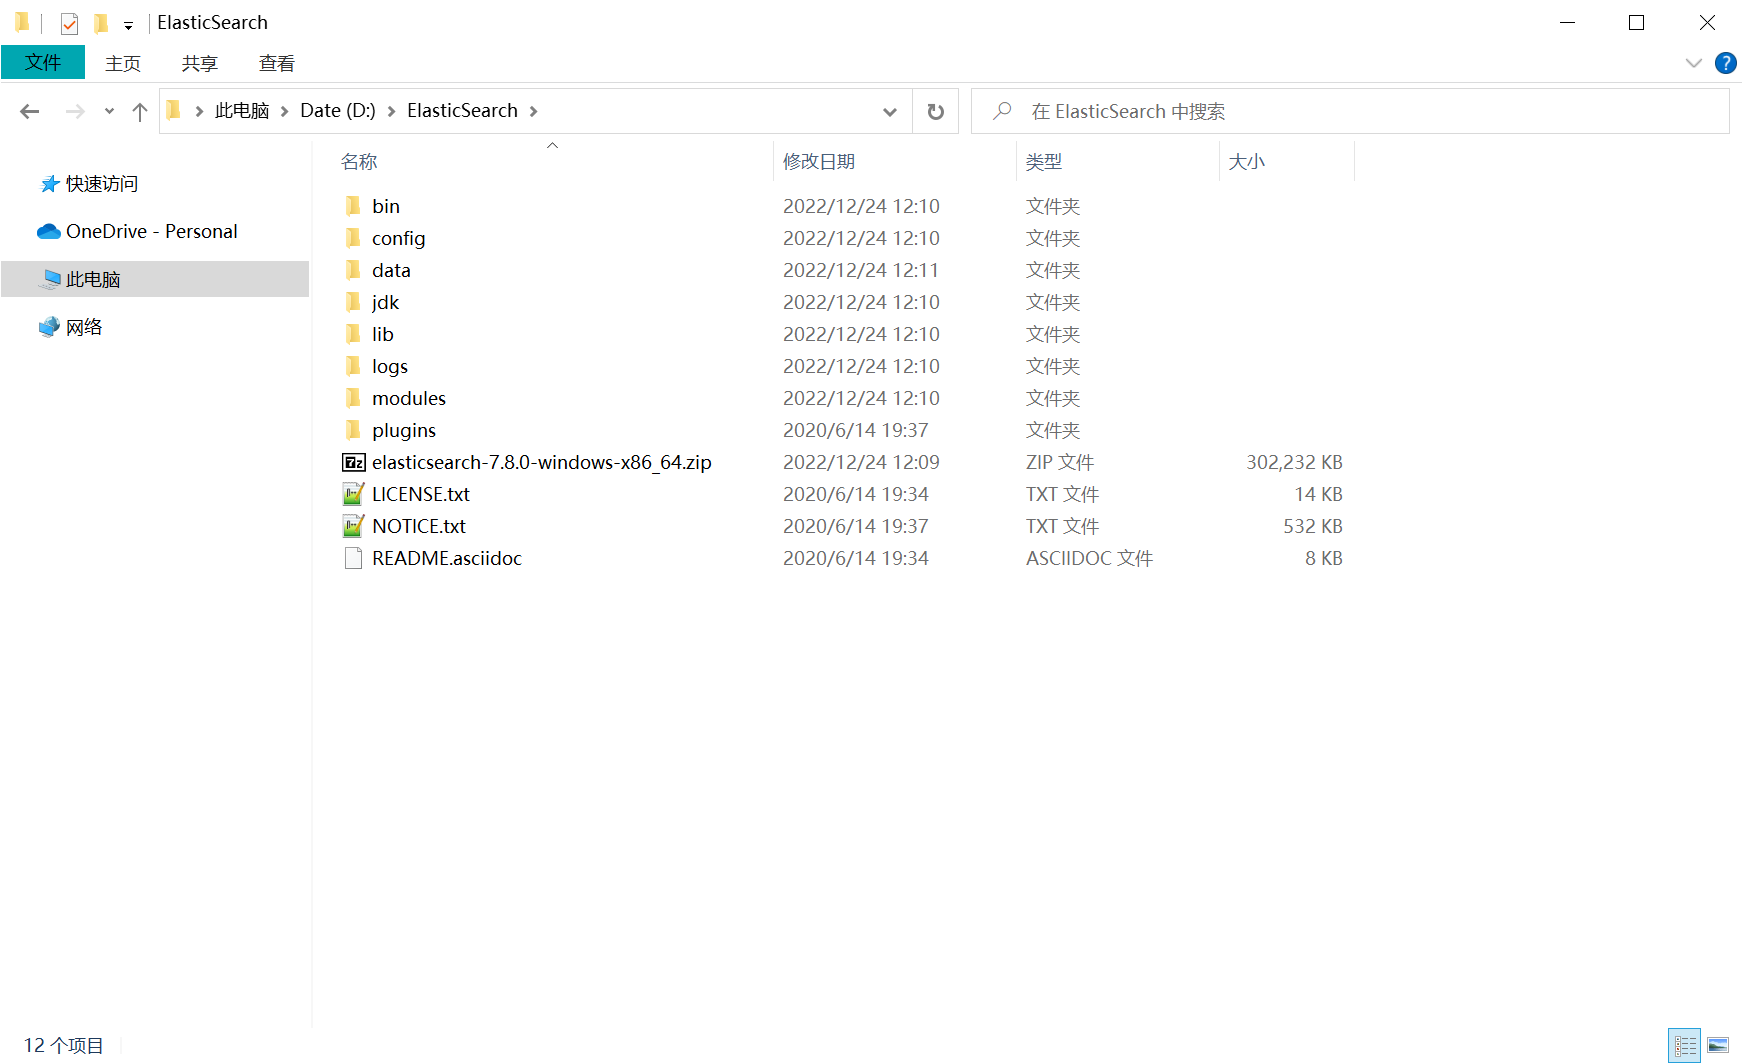 ElasticSearch
文件 主页 共享 查看
此电脑 Date (D:) ElasticSearch 在 ElasticSearch 中搜索
快速访问
OneDrive - Personal
此电脑
网络
名称 修改日期 类型 大小
bin 2022/12/24 12:10 文件夹
config 2022/12/24 12:10 文件夹
data 2022/12/24 12:11 文件夹
jdk 2022/12/24 12:10 文件夹
lib 2022/12/24 12:10 文件夹
logs 2022/12/24 12:10 文件夹
modules 2022/12/24 12:10 文件夹
plugins 2020/6/14 19:37 文件夹
elasticsearch-7.8.0-windows-x86_64.zip 2022/12/24 12:09 ZIP 文件 302,232 KB
LICENSE.txt 2020/6/14 19:34 TXT 文件 14 KB
NOTICE.txt 2020/6/14 19:37 TXT 文件 532 KB
README.asciidoc 2020/6/14 19:34 ASCIIDOC 文件 8 KB
12 个项目